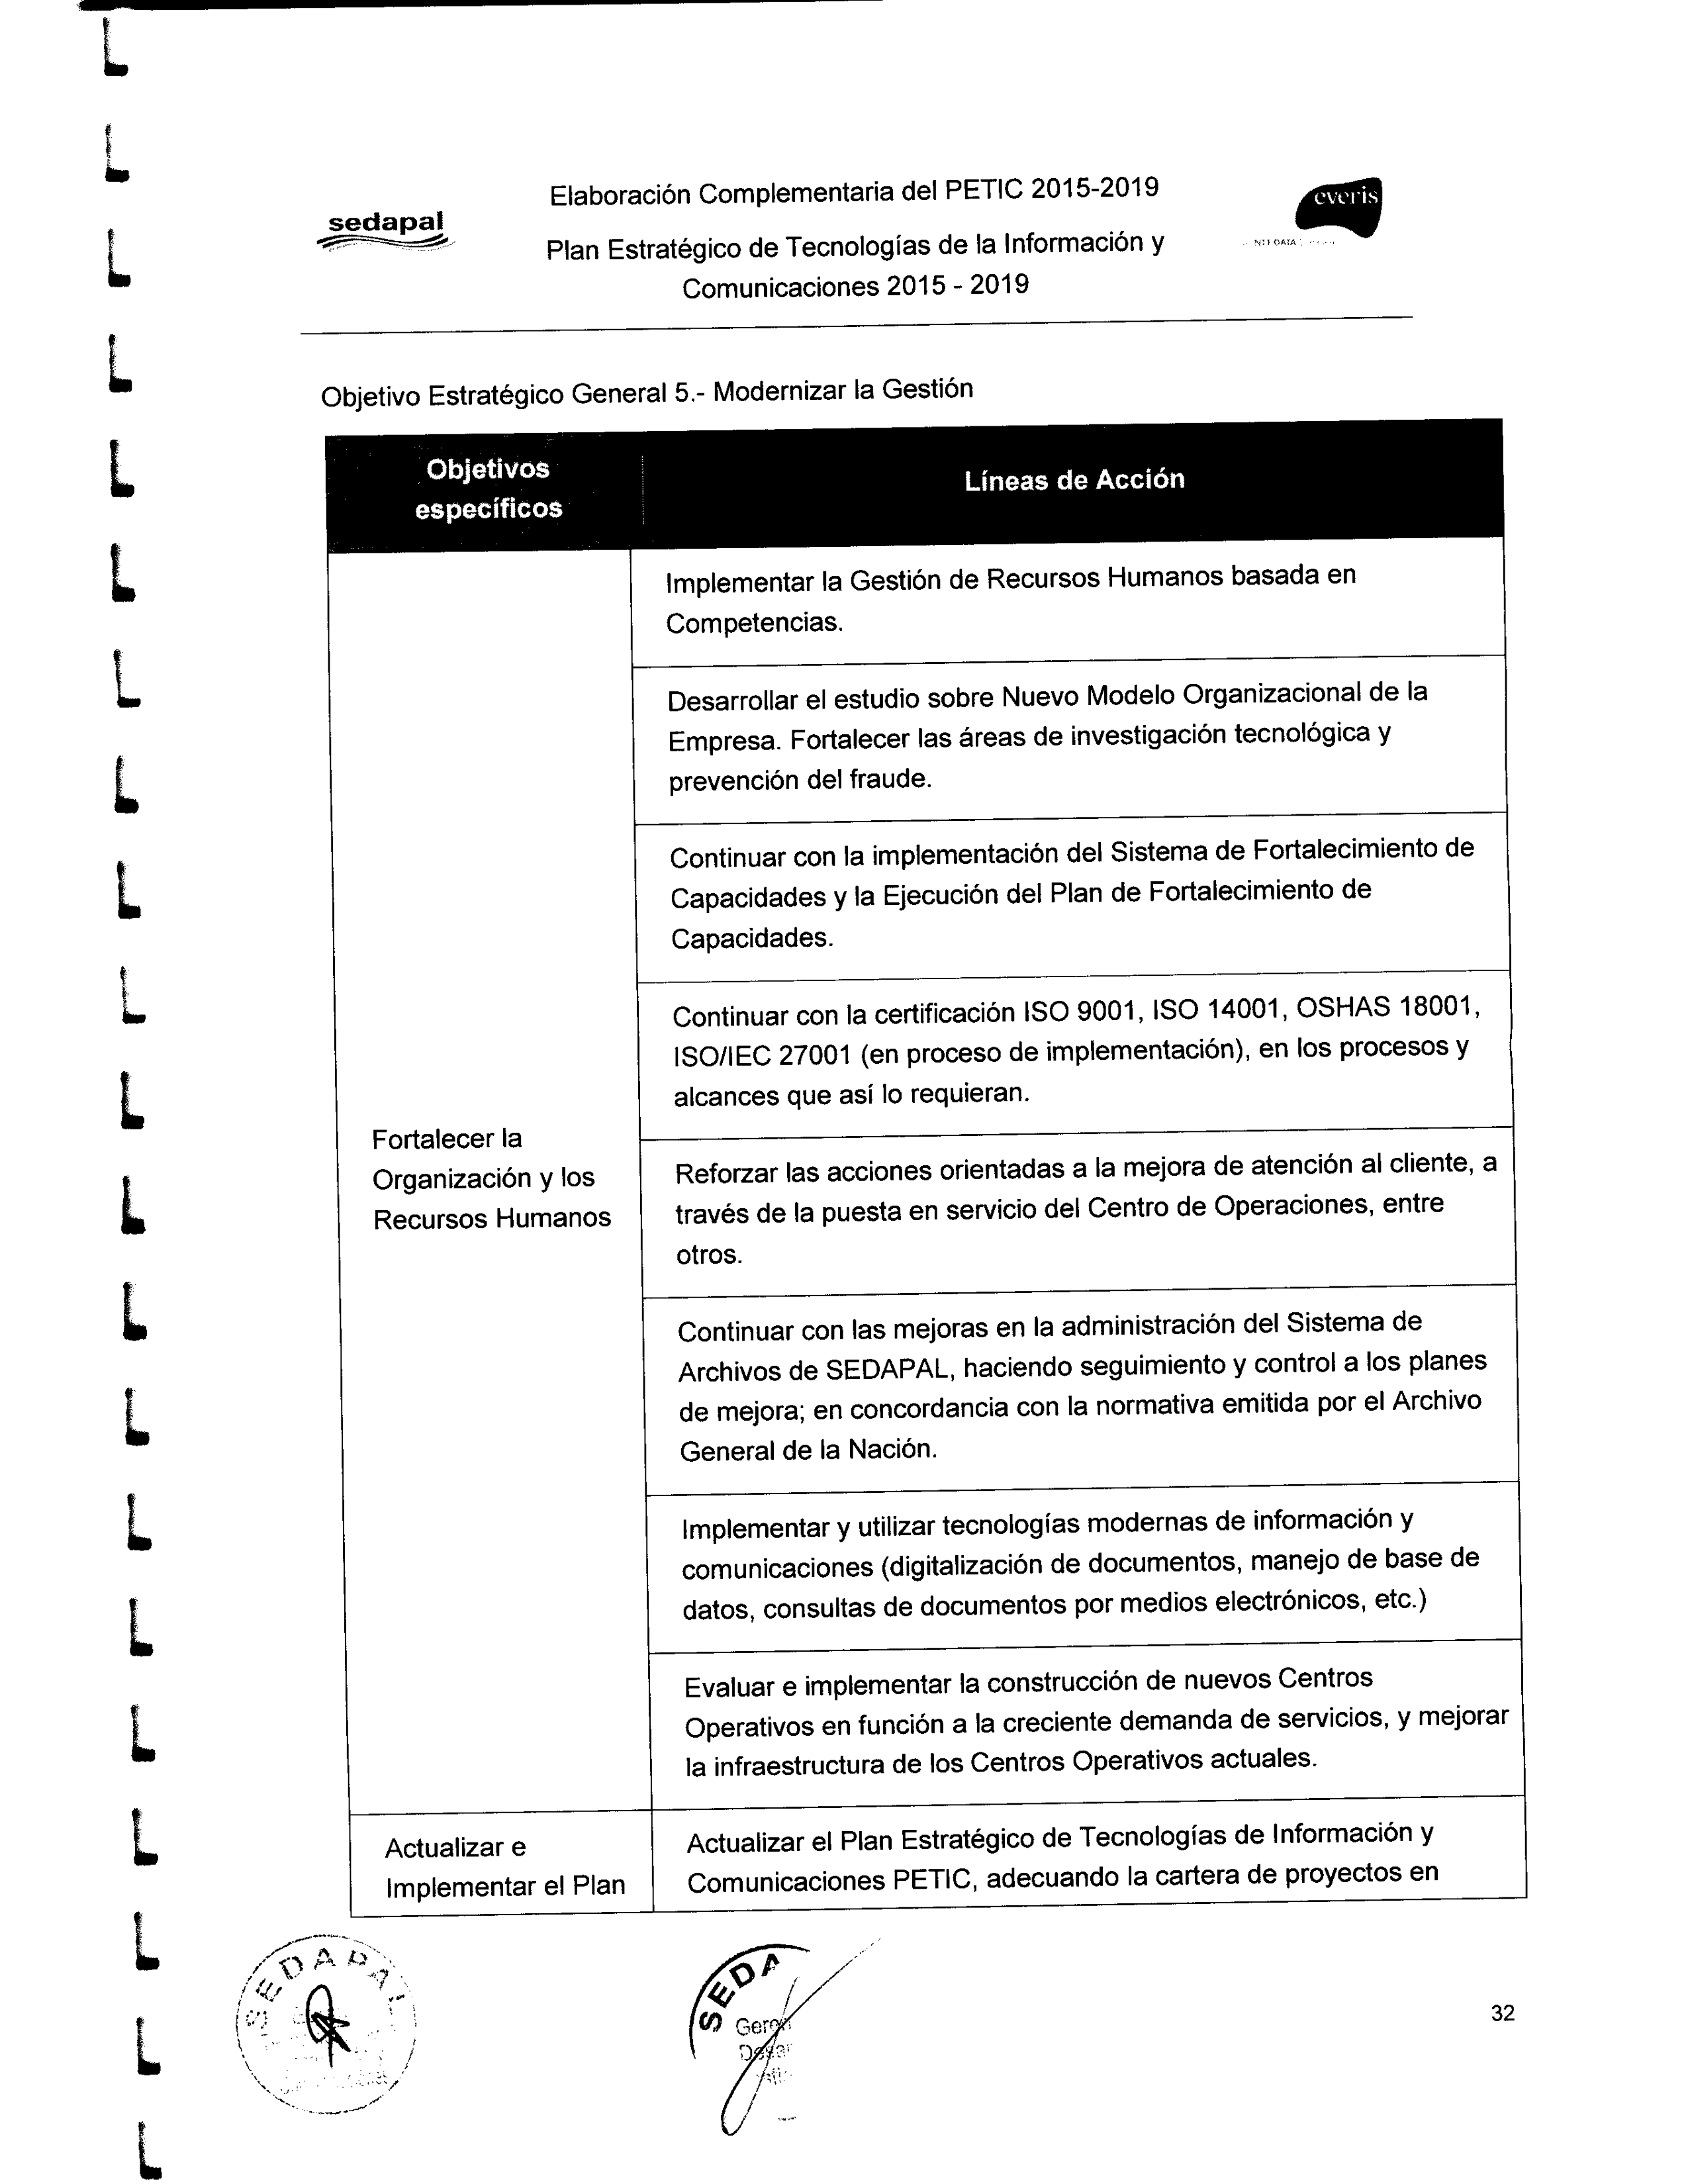 sedapal
Elaboración Complementaria del PETIC 2015-2019
Plan Estratégico de Tecnologías de la Información y
Comunicaciones 2015 - 2019
everis
Objetivo Estratégico General 5.- Modernizar la Gestión
Objetivos
específicos
Líneas de Acción
Implementar la Gestión de Recursos Humanos basada en
Competencias.
Desarrollar el estudio sobre Nuevo Modelo Organizacional de la
Empresa. Fortalecer las áreas de investigación tecnológica y
prevención del fraude.
Continuar con la implementación del Sistema de Fortalecimiento de
Capacidades y la Ejecución del Plan de Fortalecimiento de
Capacidades.
Continuar con la certificación ISO 9001, ISO 14001, OSHAS 18001,
ISO/IEC 27001 (en proceso de implementación), en los procesos y
alcances que así lo requieran.
Fortalecer la
Organización y los
Recursos Humanos
Reforzar las acciones orientadas a la mejora de atención al cliente, a
través de la puesta en servicio del Centro de Operaciones, entre
otros.
Continuar con las mejoras en la administración del Sistema de
Archivos de SEDAPAL, haciendo seguimiento y control a los planes
de mejora; en concordancia con la normativa emitida por el Archivo
General de la Nación.
Implementar y utilizar tecnologías modernas de información y
comunicaciones (digitalización de documentos, manejo de base de
datos, consultas de documentos por medios electrónicos, etc.)
Evaluar e implementar la construcción de nuevos Centros
Operativos en función a la creciente demanda de servicios, y mejorar
la infraestructura de los Centros Operativos actuales.
Actualizar e
Implementar el Plan
Actualizar el Plan Estratégico de Tecnologías de Información y
Comunicaciones PETIC, adecuando la cartera de proyectos en
SEDAPAL
SEDA
32